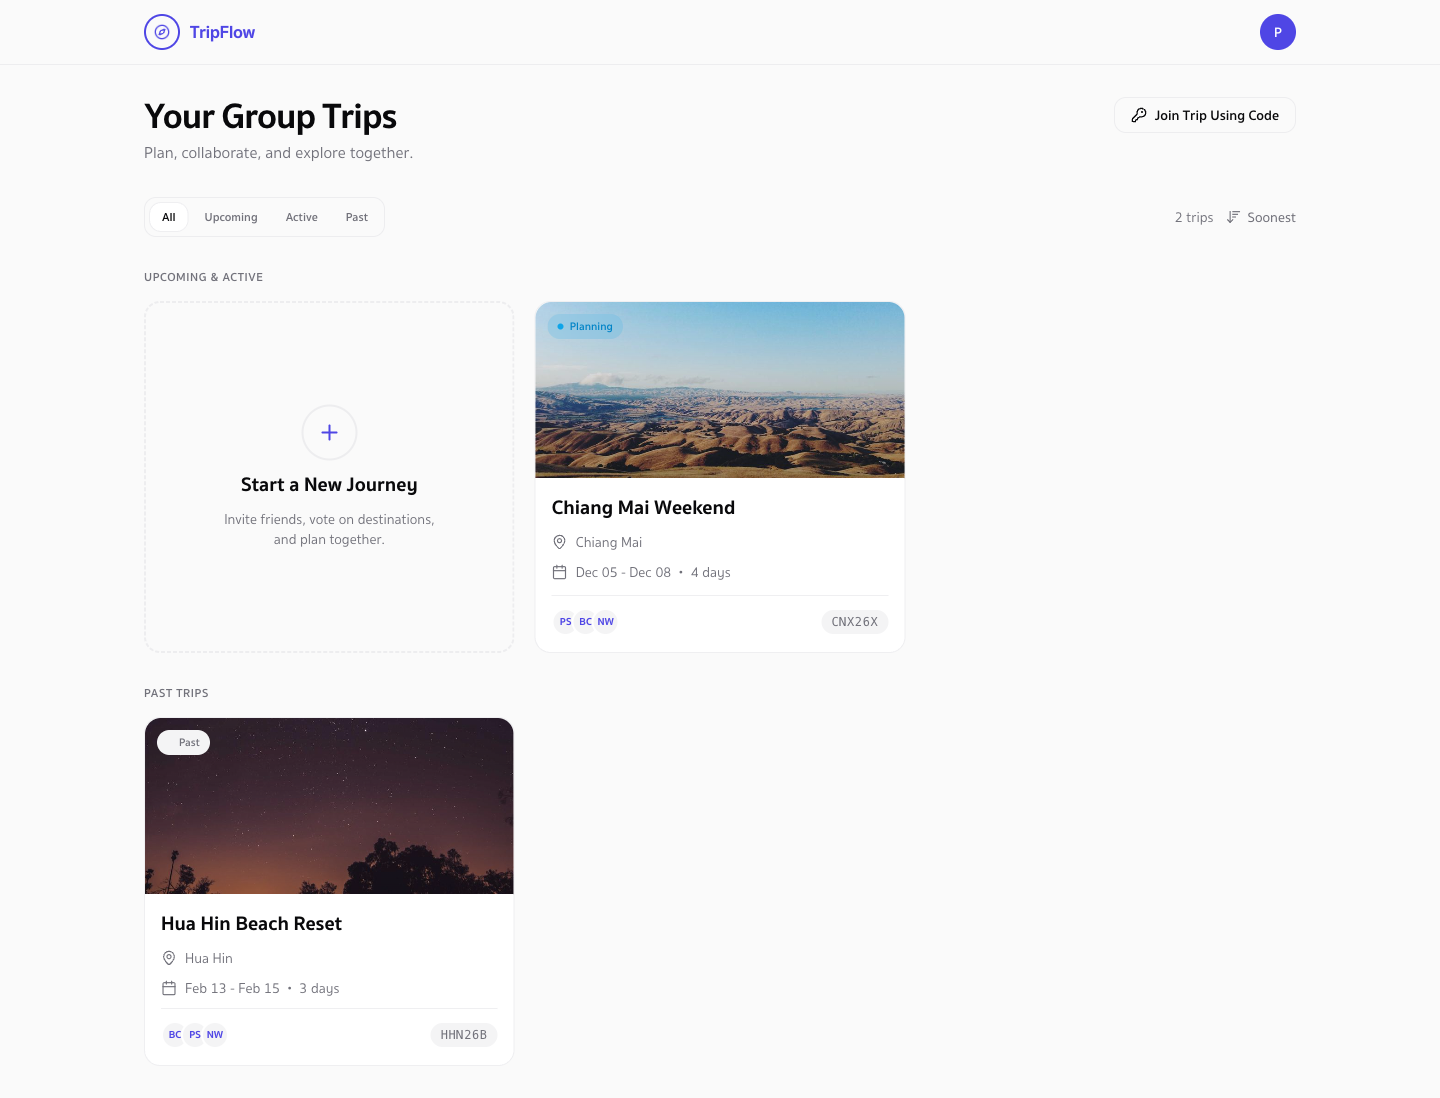 TripFlow
P
Your Group Trips
Join Trip Using Code
Plan, collaborate, and explore together.
All
Upcoming
Active
Past
2 trips
Soonest
UPCOMING & ACTIVE
Start a New Journey
Invite friends, vote on destinations,
and plan together.
Planning
Chiang Mai Weekend
Chiang Mai
Dec 05 - Dec 08 • 4 days
PS BC NW
CNX26X
PAST TRIPS
Past
Hua Hin Beach Reset
Hua Hin
Feb 13 - Feb 15 • 3 days
BC PS NW
HHN26B